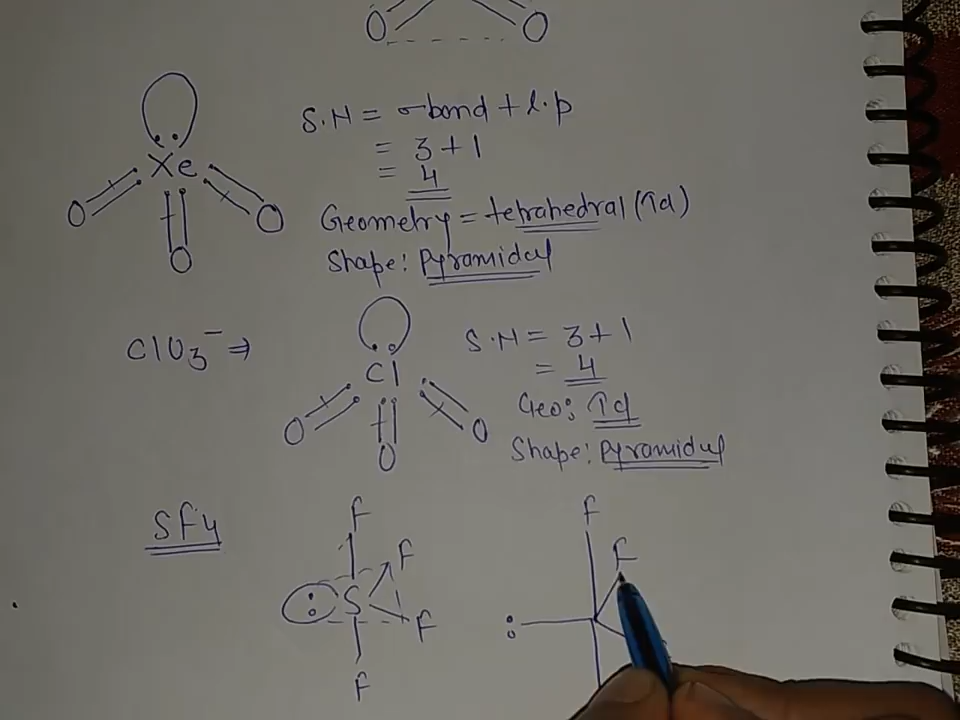 O O
S.N = σ bond + l.p
= 3 + 1
= 4
Xe
O O O
Geometry = tetrahedral (Td)
Shape: Pyramidal
ClO3^- ⇒
Cl
O O O
S.N = 3 + 1
= 4
Geo: Td
Shape: Pyramidal
SF4
F
F
S
F
F
F
F